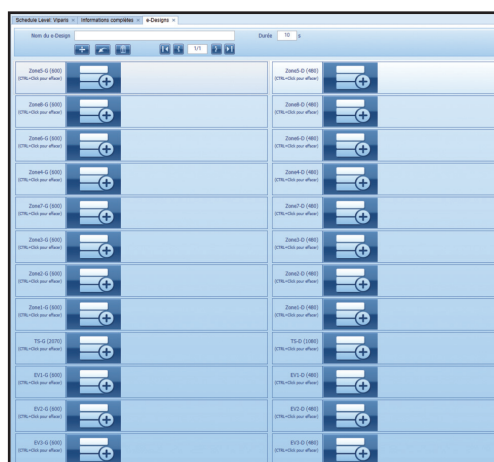 Schedule Level: Viparis × Informations complètes × e-Designs ×
Nom du e-Design Durée 10 s
1/1
Zone5-G (600) Zone5-D (480)
(CTRL+Click pour effacer) (CTRL+Click pour effacer)
Zone8-G (600) Zone8-D (480)
(CTRL+Click pour effacer) (CTRL+Click pour effacer)
Zone6-G (600) Zone6-D (480)
(CTRL+Click pour effacer) (CTRL+Click pour effacer)
Zone4-G (600) Zone4-D (480)
(CTRL+Click pour effacer) (CTRL+Click pour effacer)
Zone7-G (600) Zone7-D (480)
(CTRL+Click pour effacer) (CTRL+Click pour effacer)
Zone3-G (600) Zone3-D (480)
(CTRL+Click pour effacer) (CTRL+Click pour effacer)
Zone2-G (600) Zone2-D (480)
(CTRL+Click pour effacer) (CTRL+Click pour effacer)
Zone1-G (600) Zone1-D (480)
(CTRL+Click pour effacer) (CTRL+Click pour effacer)
TS-G (2070) TS-D (1080)
(CTRL+Click pour effacer) (CTRL+Click pour effacer)
EV1-G (600) EV1-D (480)
(CTRL+Click pour effacer) (CTRL+Click pour effacer)
EV2-G (600) EV2-D (480)
(CTRL+Click pour effacer) (CTRL+Click pour effacer)
EV3-G (600) EV3-D (480)
(CTRL+Click pour effacer) (CTRL+Click pour effacer)